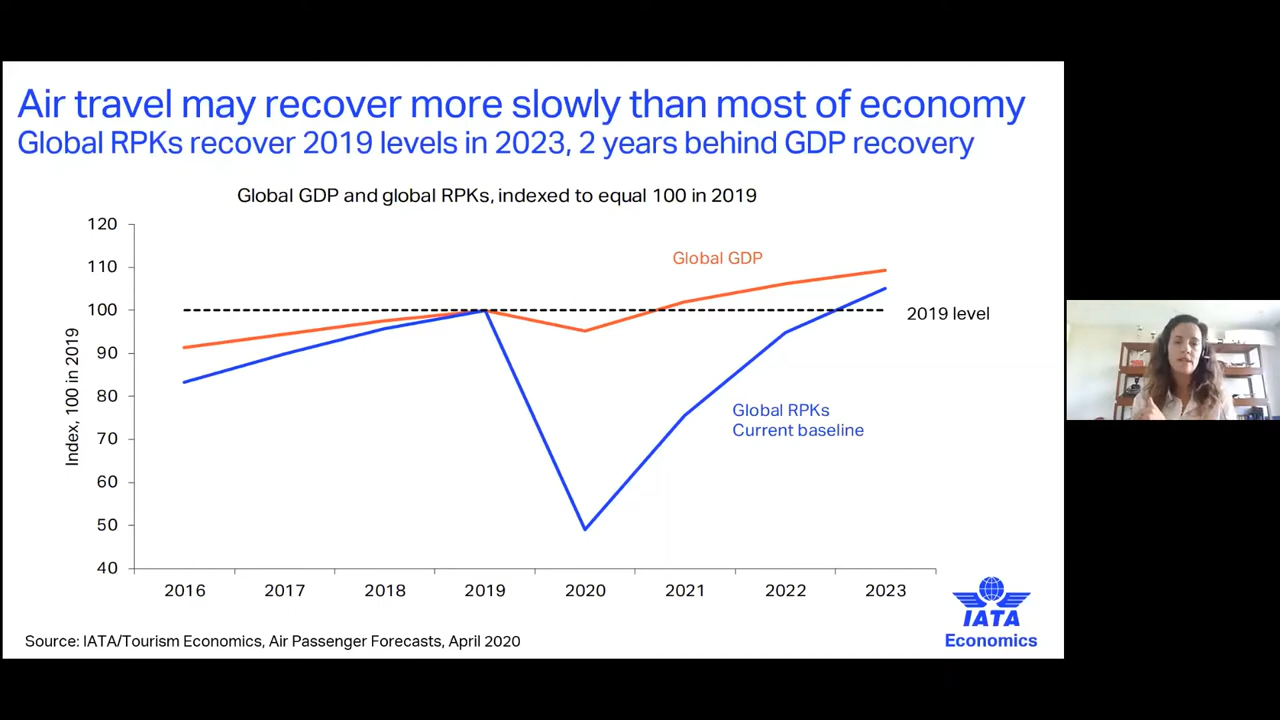 Air travel may recover more slowly than most of economy
Global RPKs recover 2019 levels in 2023, 2 years behind GDP recovery
Global GDP and global RPKs, indexed to equal 100 in 2019
Index, 100 in 2019
120
110
100
90
80
70
60
50
40
Global GDP
2019 level
Global RPKs
Current baseline
2016 2017 2018 2019 2020 2021 2022 2023
Source: IATA/Tourism Economics, Air Passenger Forecasts, April 2020
IATA
Economics